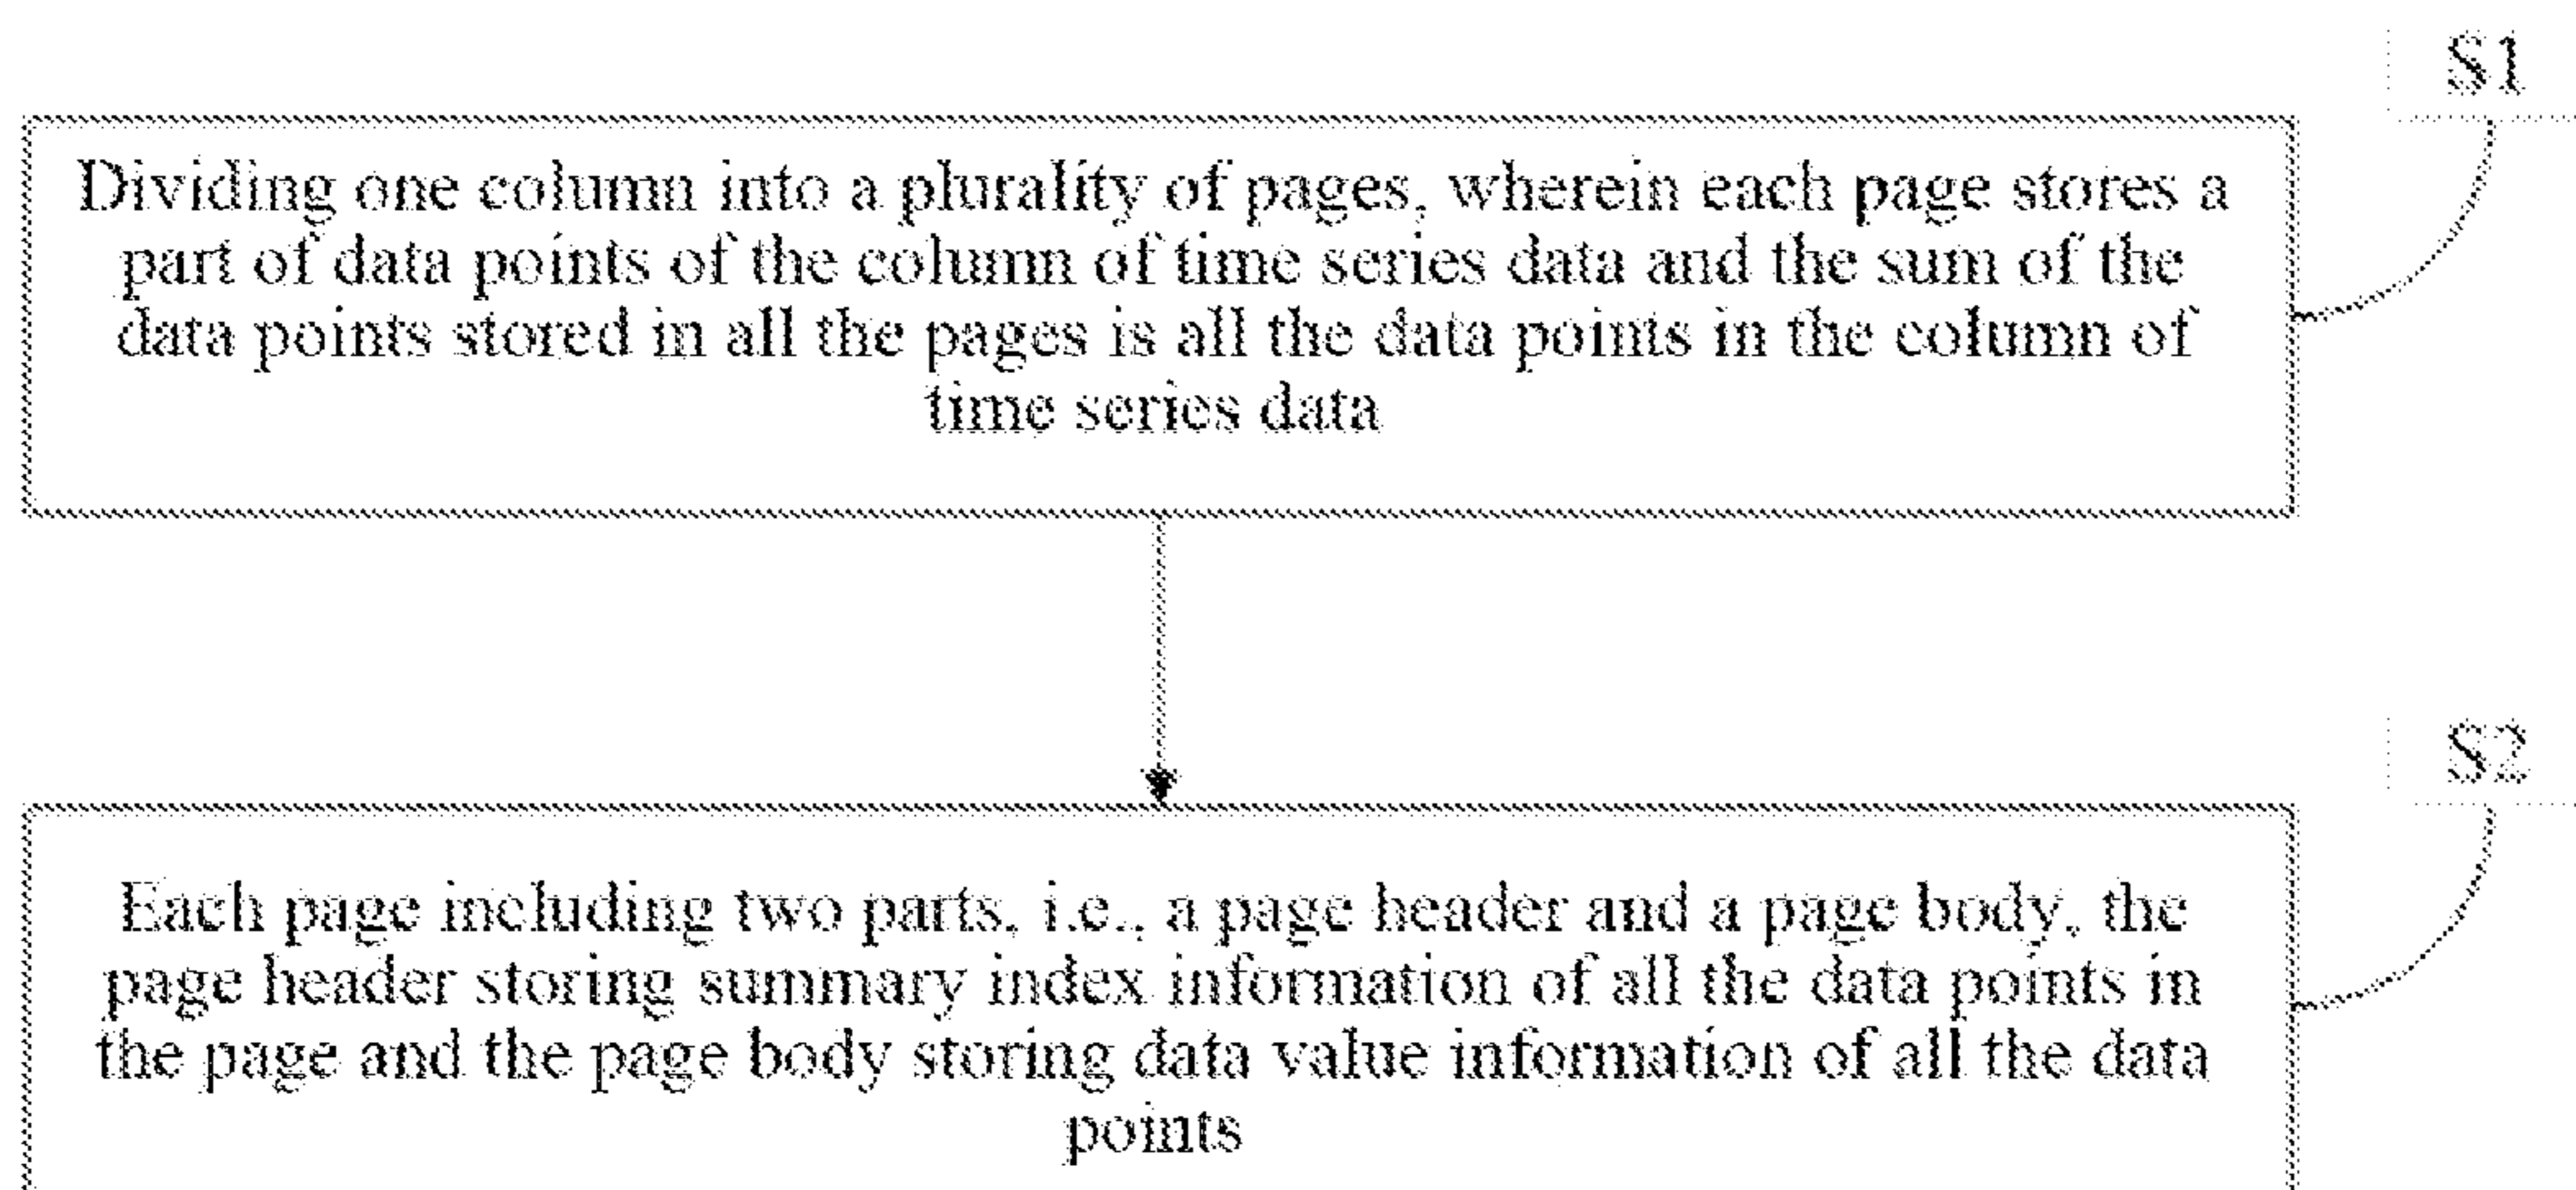 S1
Dividing one column into a plurality of pages, wherein each page stores a
part of data points of the column of time series data and the sum of the
data points stored in all the pages is all the data points in the column of
time series data
S2
Each page including two parts, i.e., a page header and a page body, the
page header storing summary index information of all the data points in
the page and the page body storing data value information of all the data
points